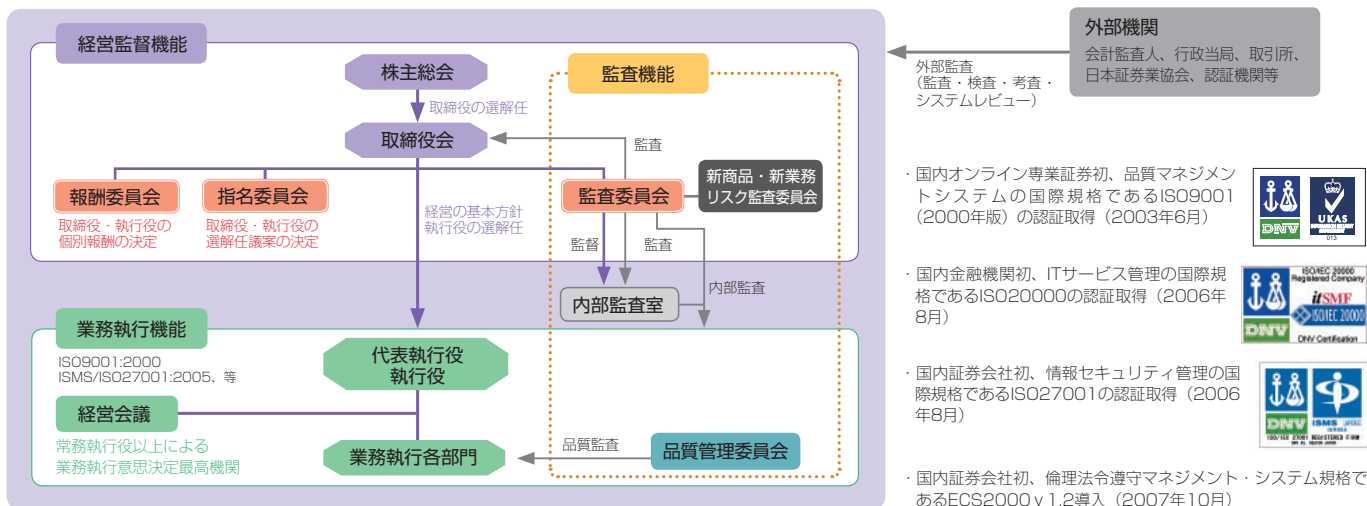 経営監督機能
株主総会
取締役の選解任
取締役会
監査機能
監査
報酬委員会
取締役・執行役の
個別報酬の決定
指名委員会
取締役・執行役の
選解任議案の決定
経営の基本方針
執行役の選解任
監査委員会
新商品・新業務
リスク監査委員会
監督
監査
内部監査室
内部監査
業務執行機能
ISO9001:2000
ISMS/ISO27001:2005、等
代表執行役
執行役
経営会議
常務執行役以上による
業務執行意思決定最高機関
業務執行各部門
品質監査
品質管理委員会
外部監査
（監査・検査・考査・
システムレビュー）
外部機関
会計監査人、行政当局、取引所、
日本証券業協会、認証機関等
・国内オンライン専業証券初、品質マネジメン
トシステムの国際規格であるISO9001
（2000年版）の認証取得（2003年6月）
DNV
UKAS
013
・国内金融機関初、ITサービス管理の国際規
格であるISO20000の認証取得（2006年
8月）
ISO/IEC 20000
Registered Company
itSMF
ISO/IEC 20000
DNV
DNV Certification
・国内証券会社初、情報セキュリティ管理の国
際規格であるISO27001の認証取得（2006
年8月）
DNV
ISMS
ISO/IEC 27001 REGISTERED FIRM
・国内証券会社初、倫理法令遵守マネジメント・システム規格で
あるECS2000ｖ1.2導入（2007年10月）